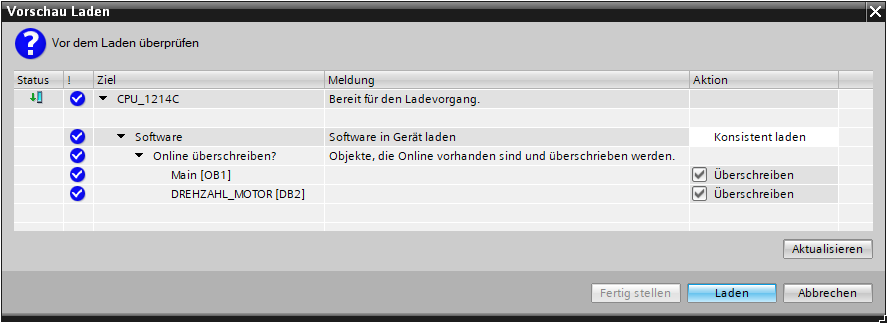 Vorschau Laden
Vor dem Laden überprüfen
Status ! Ziel Meldung Aktion
CPU_1214C Bereit für den Ladevorgang.
Software Software in Gerät laden Konsistent laden
Online überschreiben? Objekte, die Online vorhanden sind und überschrieben werden.
Main [OB1] Überschreiben
DREHZAHL_MOTOR [DB2] Überschreiben
Aktualisieren
Fertig stellen Laden Abbrechen